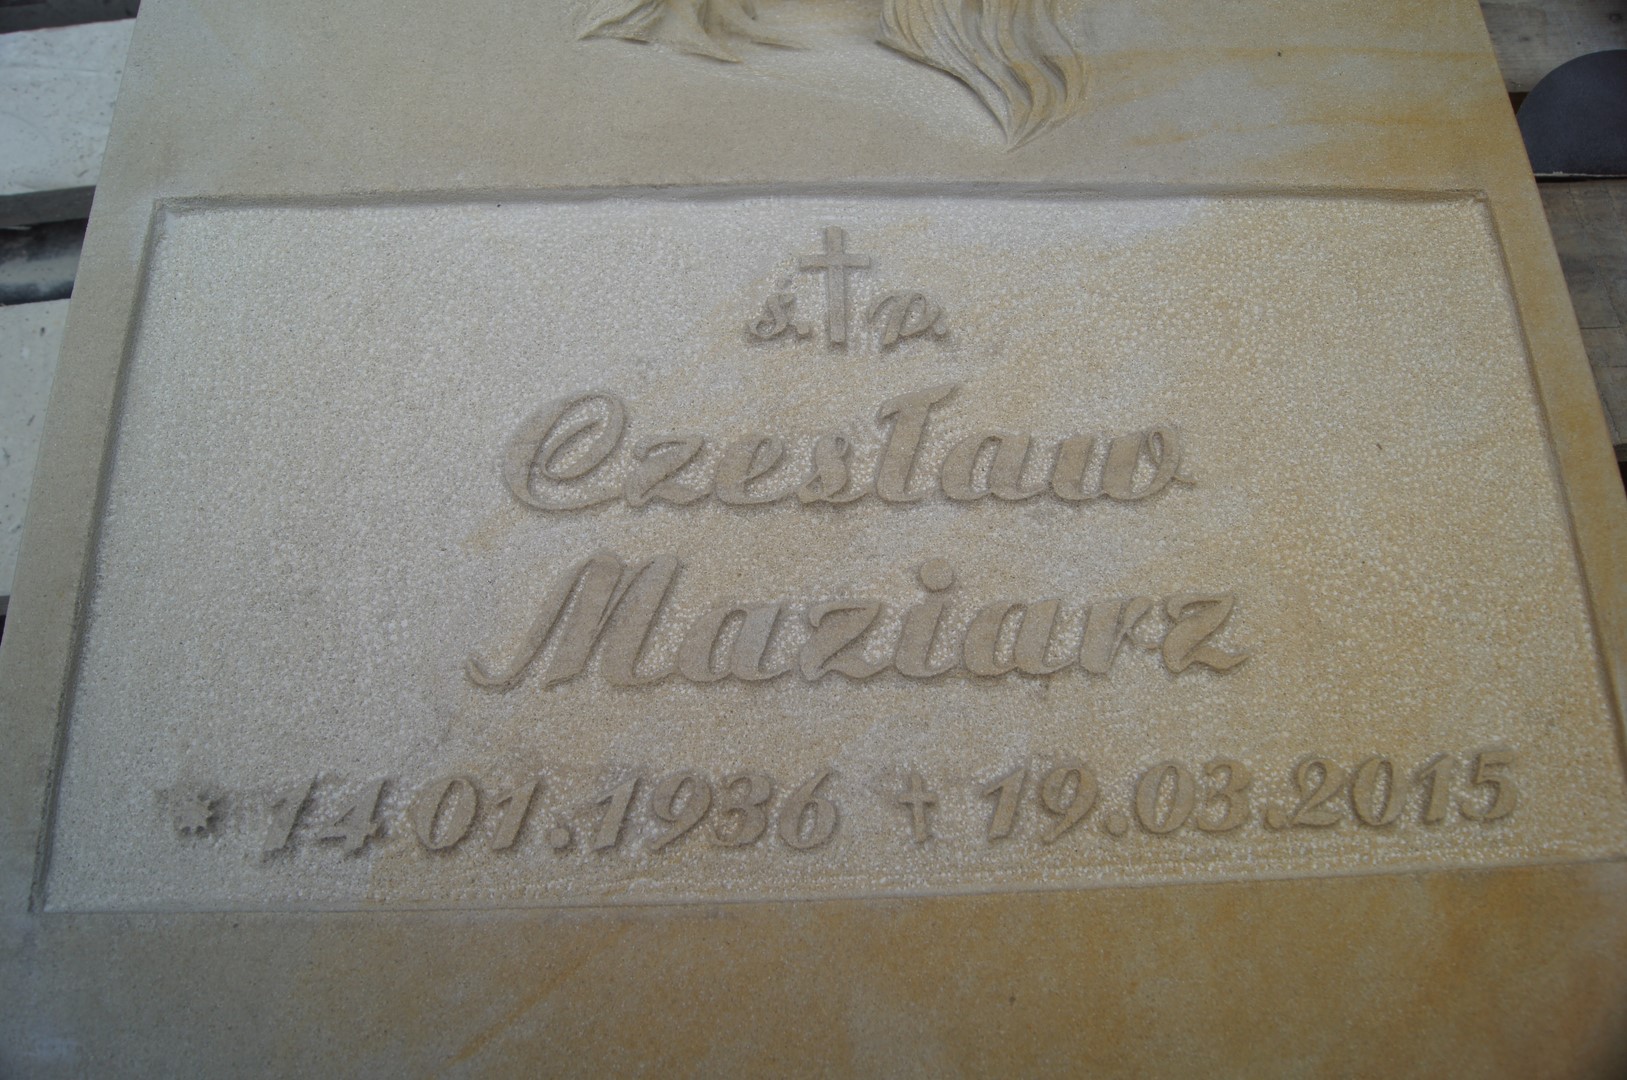 ś. † p.
Czesław
Maziarz
* 14.01.1936 † 19.03.2015